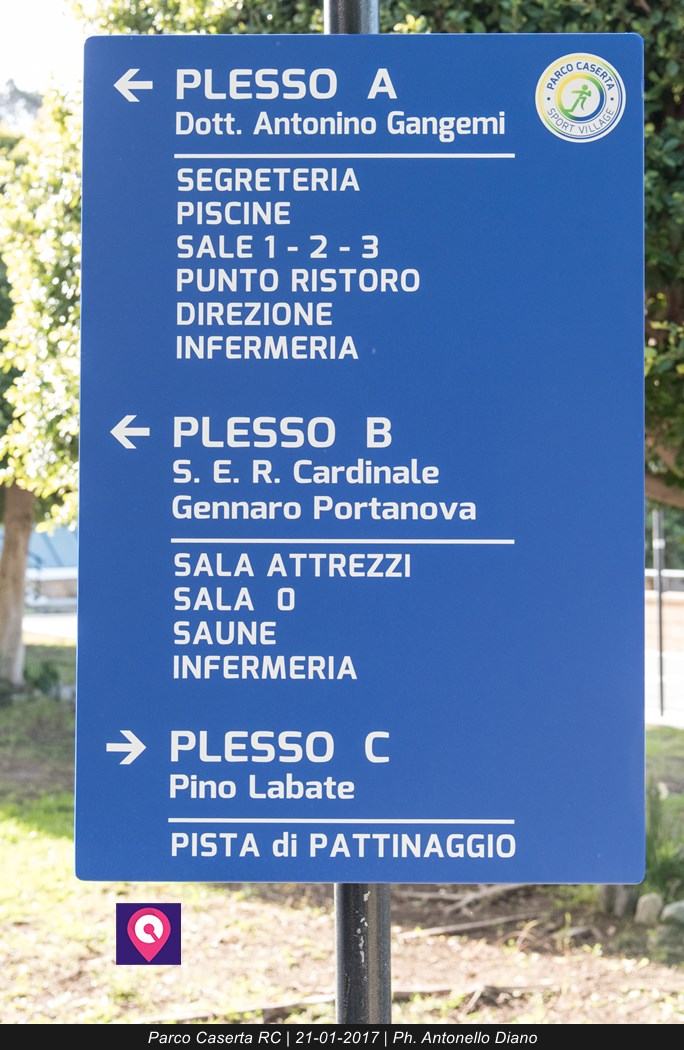 PLESSO A
Dott. Antonino Gangemi
PARCO CASERTA
SPORT VILLAGE
SEGRETERIA
PISCINE
SALE 1 - 2 - 3
PUNTO RISTORO
DIREZIONE
INFERMERIA
PLESSO B
S. E. R. Cardinale
Gennaro Portanova
SALA ATTREZZI
SALA 0
SAUNE
INFERMERIA
PLESSO C
Pino Labate
PISTA di PATTINAGGIO
Parco Caserta RC | 21-01-2017 | Ph. Antonello Diano